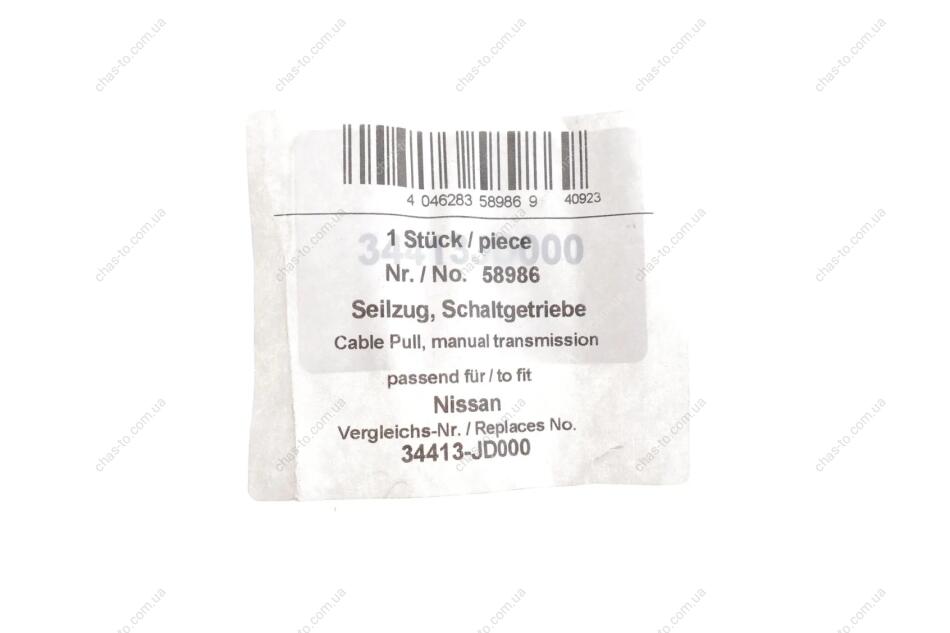 4 046283 58986 9 40923
1 Stück / piece
Nr. / No. 58986
Seilzug, Schaltgetriebe
Cable Pull, manual transmission
passend für / to fit
Nissan
Vergleichs-Nr. / Replaces No.
34413-JD000